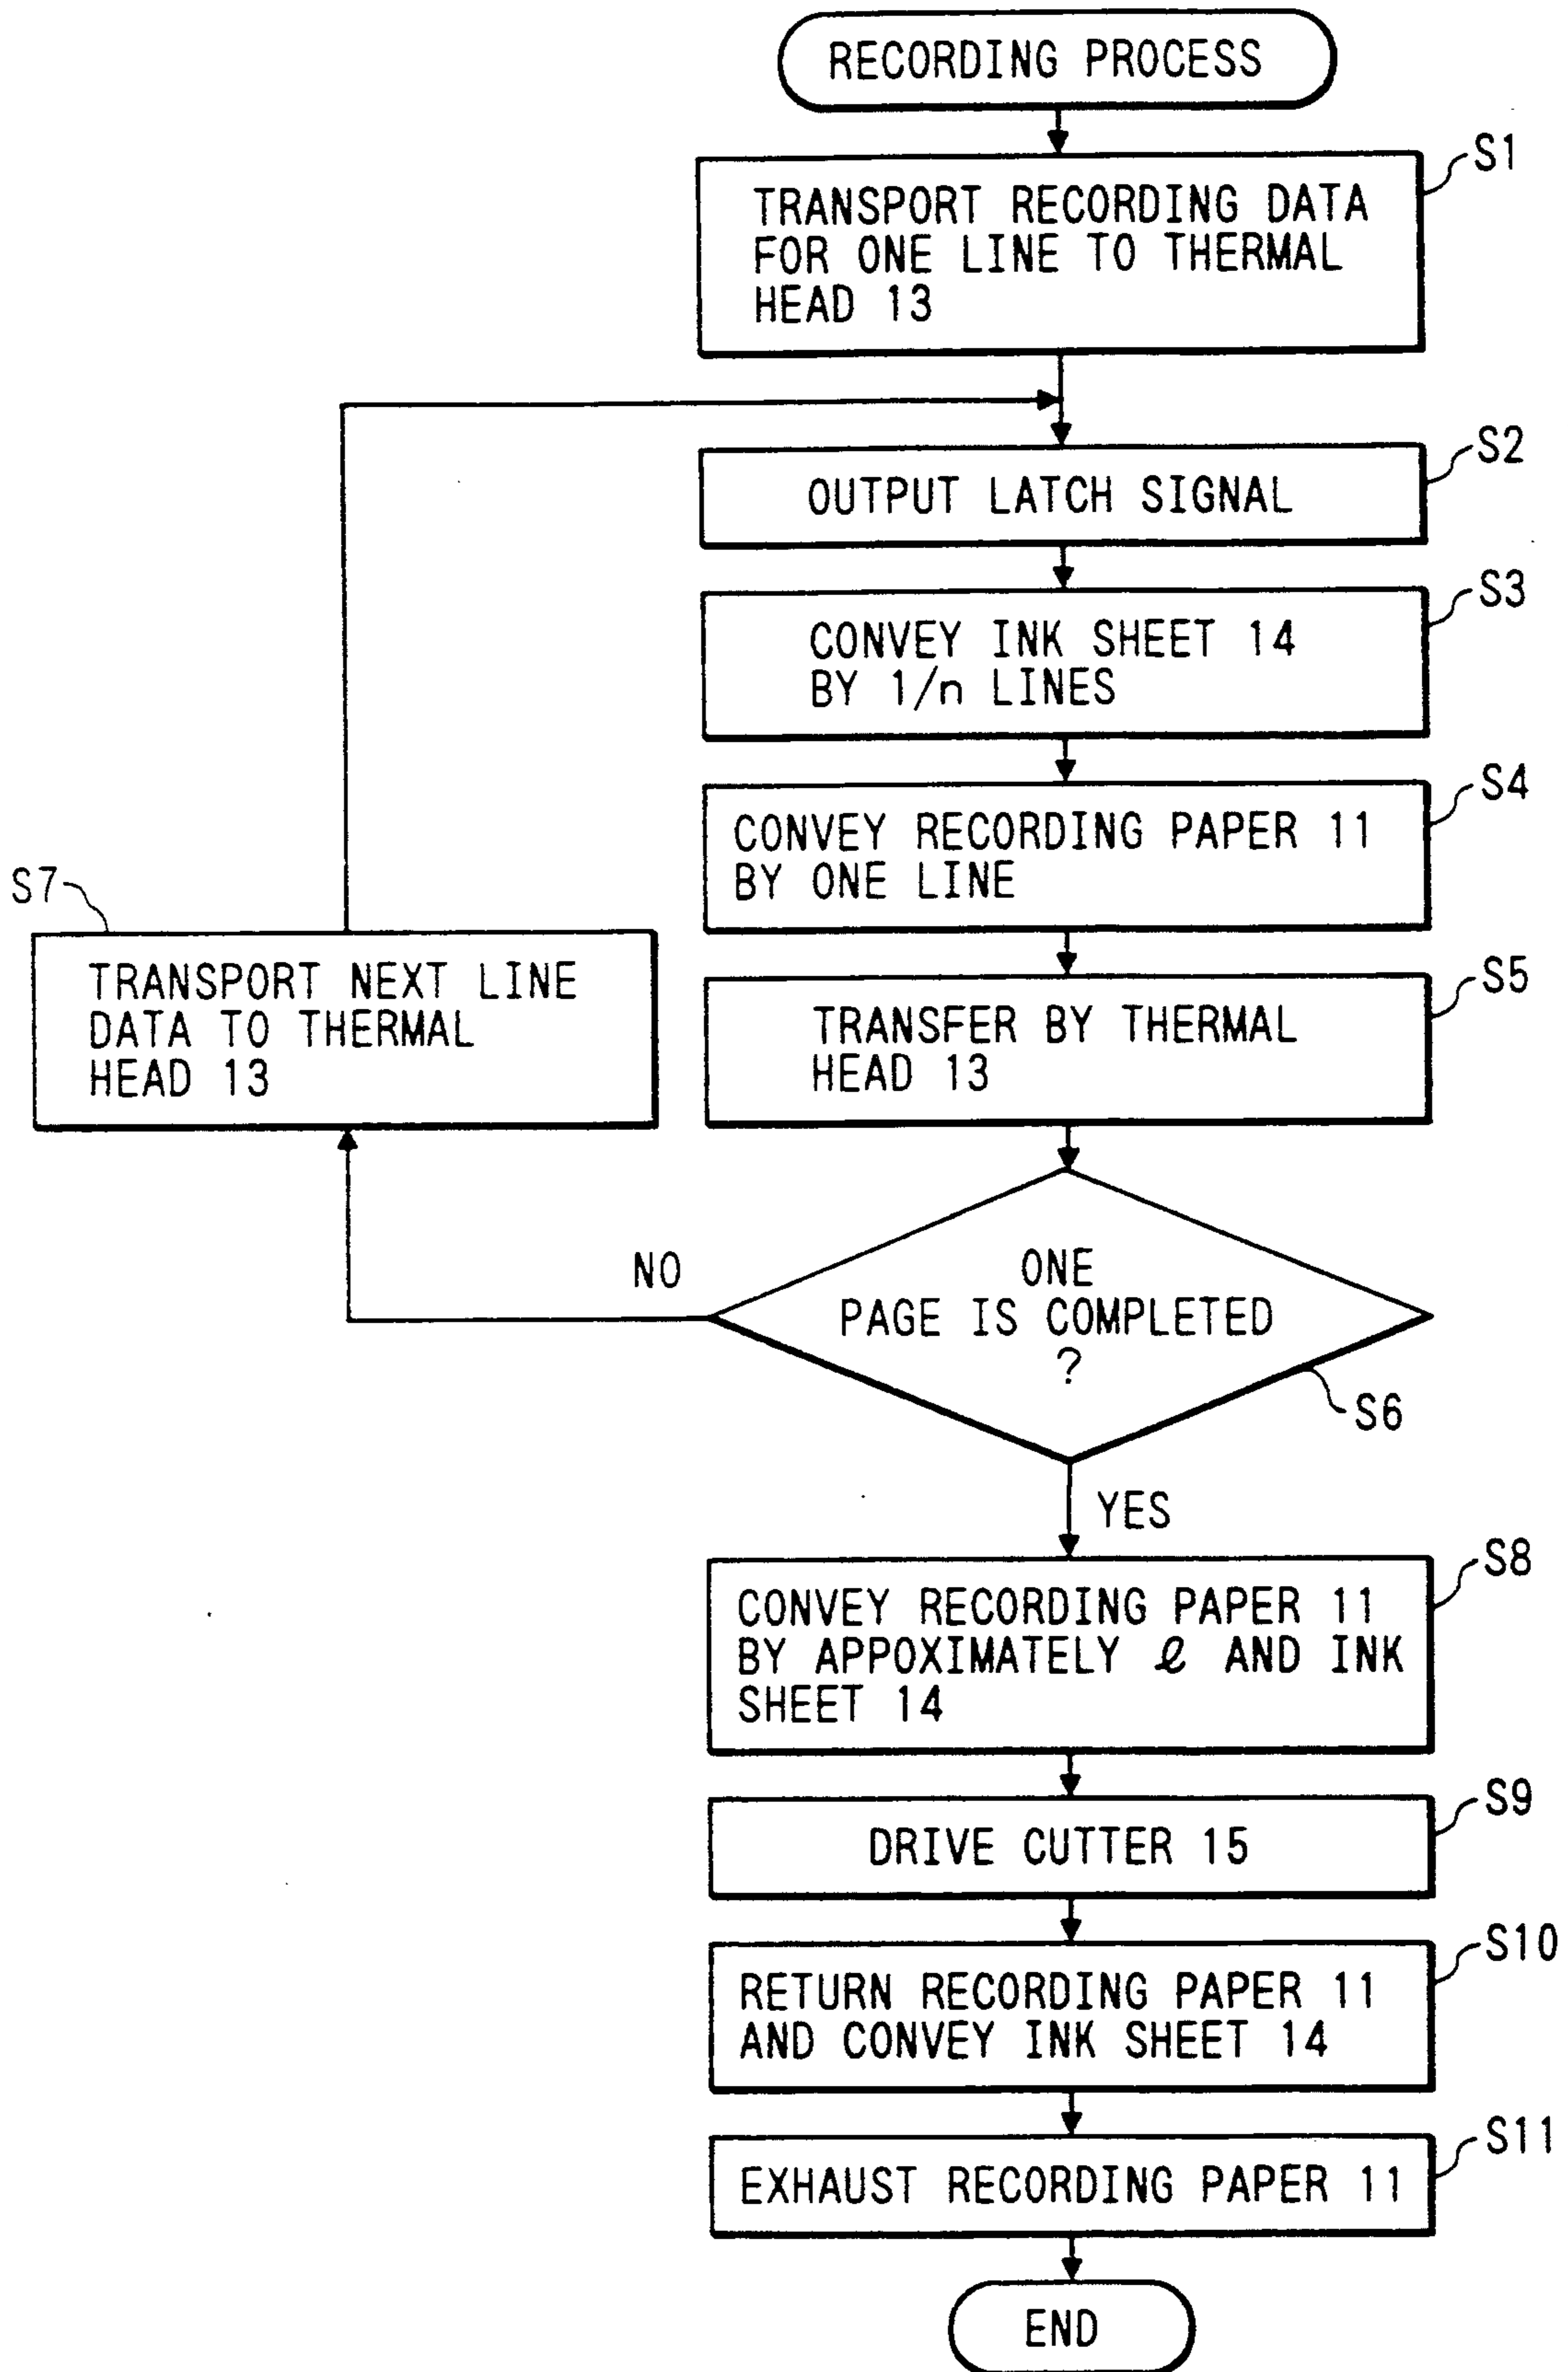 RECORDING PROCESS
S1
TRANSPORT RECORDING DATA
FOR ONE LINE TO THERMAL
HEAD 13
S2
OUTPUT LATCH SIGNAL
S3
CONVEY INK SHEET 14
BY 1/n LINES
S4
CONVEY RECORDING PAPER 11
BY ONE LINE
S5
TRANSFER BY THERMAL
HEAD 13
S7
TRANSPORT NEXT LINE
DATA TO THERMAL
HEAD 13
NO
ONE
PAGE IS COMPLETED
?
S6
YES
S8
CONVEY RECORDING PAPER 11
BY APPOXIMATELY ℓ AND INK
SHEET 14
S9
DRIVE CUTTER 15
S10
RETURN RECORDING PAPER 11
AND CONVEY INK SHEET 14
S11
EXHAUST RECORDING PAPER 11
END